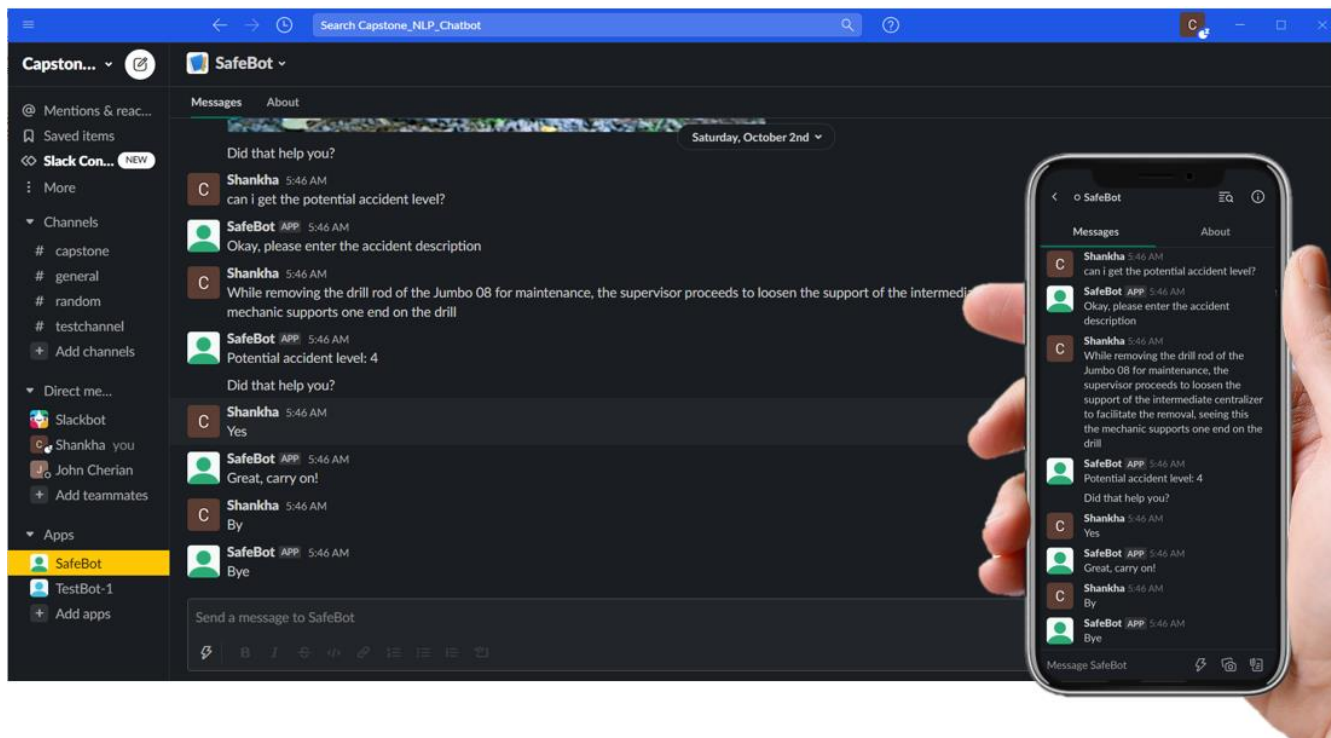 Search Capstone_NLP_Chatbot
C
Capston...
SafeBot
Messages About
@ Mentions & reac...
Saved items
Slack Con... NEW
More
Channels
# capstone
# general
# random
# testchannel
+ Add channels
Direct me...
Slackbot
Shankha you
John Cherian
+ Add teammates
Apps
SafeBot
TestBot-1
+ Add apps
Saturday, October 2nd
Did that help you?
C
Shankha 5:46 AM
can i get the potential accident level?
SafeBot APP 5:46 AM
Okay, please enter the accident description
C
Shankha 5:46 AM
While removing the drill rod of the Jumbo 08 for maintenance, the supervisor proceeds to loosen the support of the
mechanic supports one end on the drill
SafeBot APP 5:46 AM
Potential accident level: 4
Did that help you?
C
Shankha 5:46 AM
Yes
SafeBot APP 5:46 AM
Great, carry on!
C
Shankha 5:46 AM
By
SafeBot APP 5:46 AM
Bye
Send a message to SafeBot
B I S
SafeBot
Messages About
C
Shankha 5:46 AM
can i get the potential accident level?
SafeBot APP 5:46 AM
Okay, please enter the accident
description
C
Shankha 5:46 AM
While removing the drill rod of the
Jumbo 08 for maintenance, the
supervisor proceeds to loosen the
support of the intermediate centralizer
to facilitate the removal, seeing this
the mechanic supports one end on the
drill
SafeBot APP 5:46 AM
Potential accident level: 4
Did that help you?
C
Shankha 5:46 AM
Yes
SafeBot APP 5:46 AM
Great, carry on!
C
Shankha 5:46 AM
By
SafeBot APP 5:46 AM
Bye
Message SafeBot